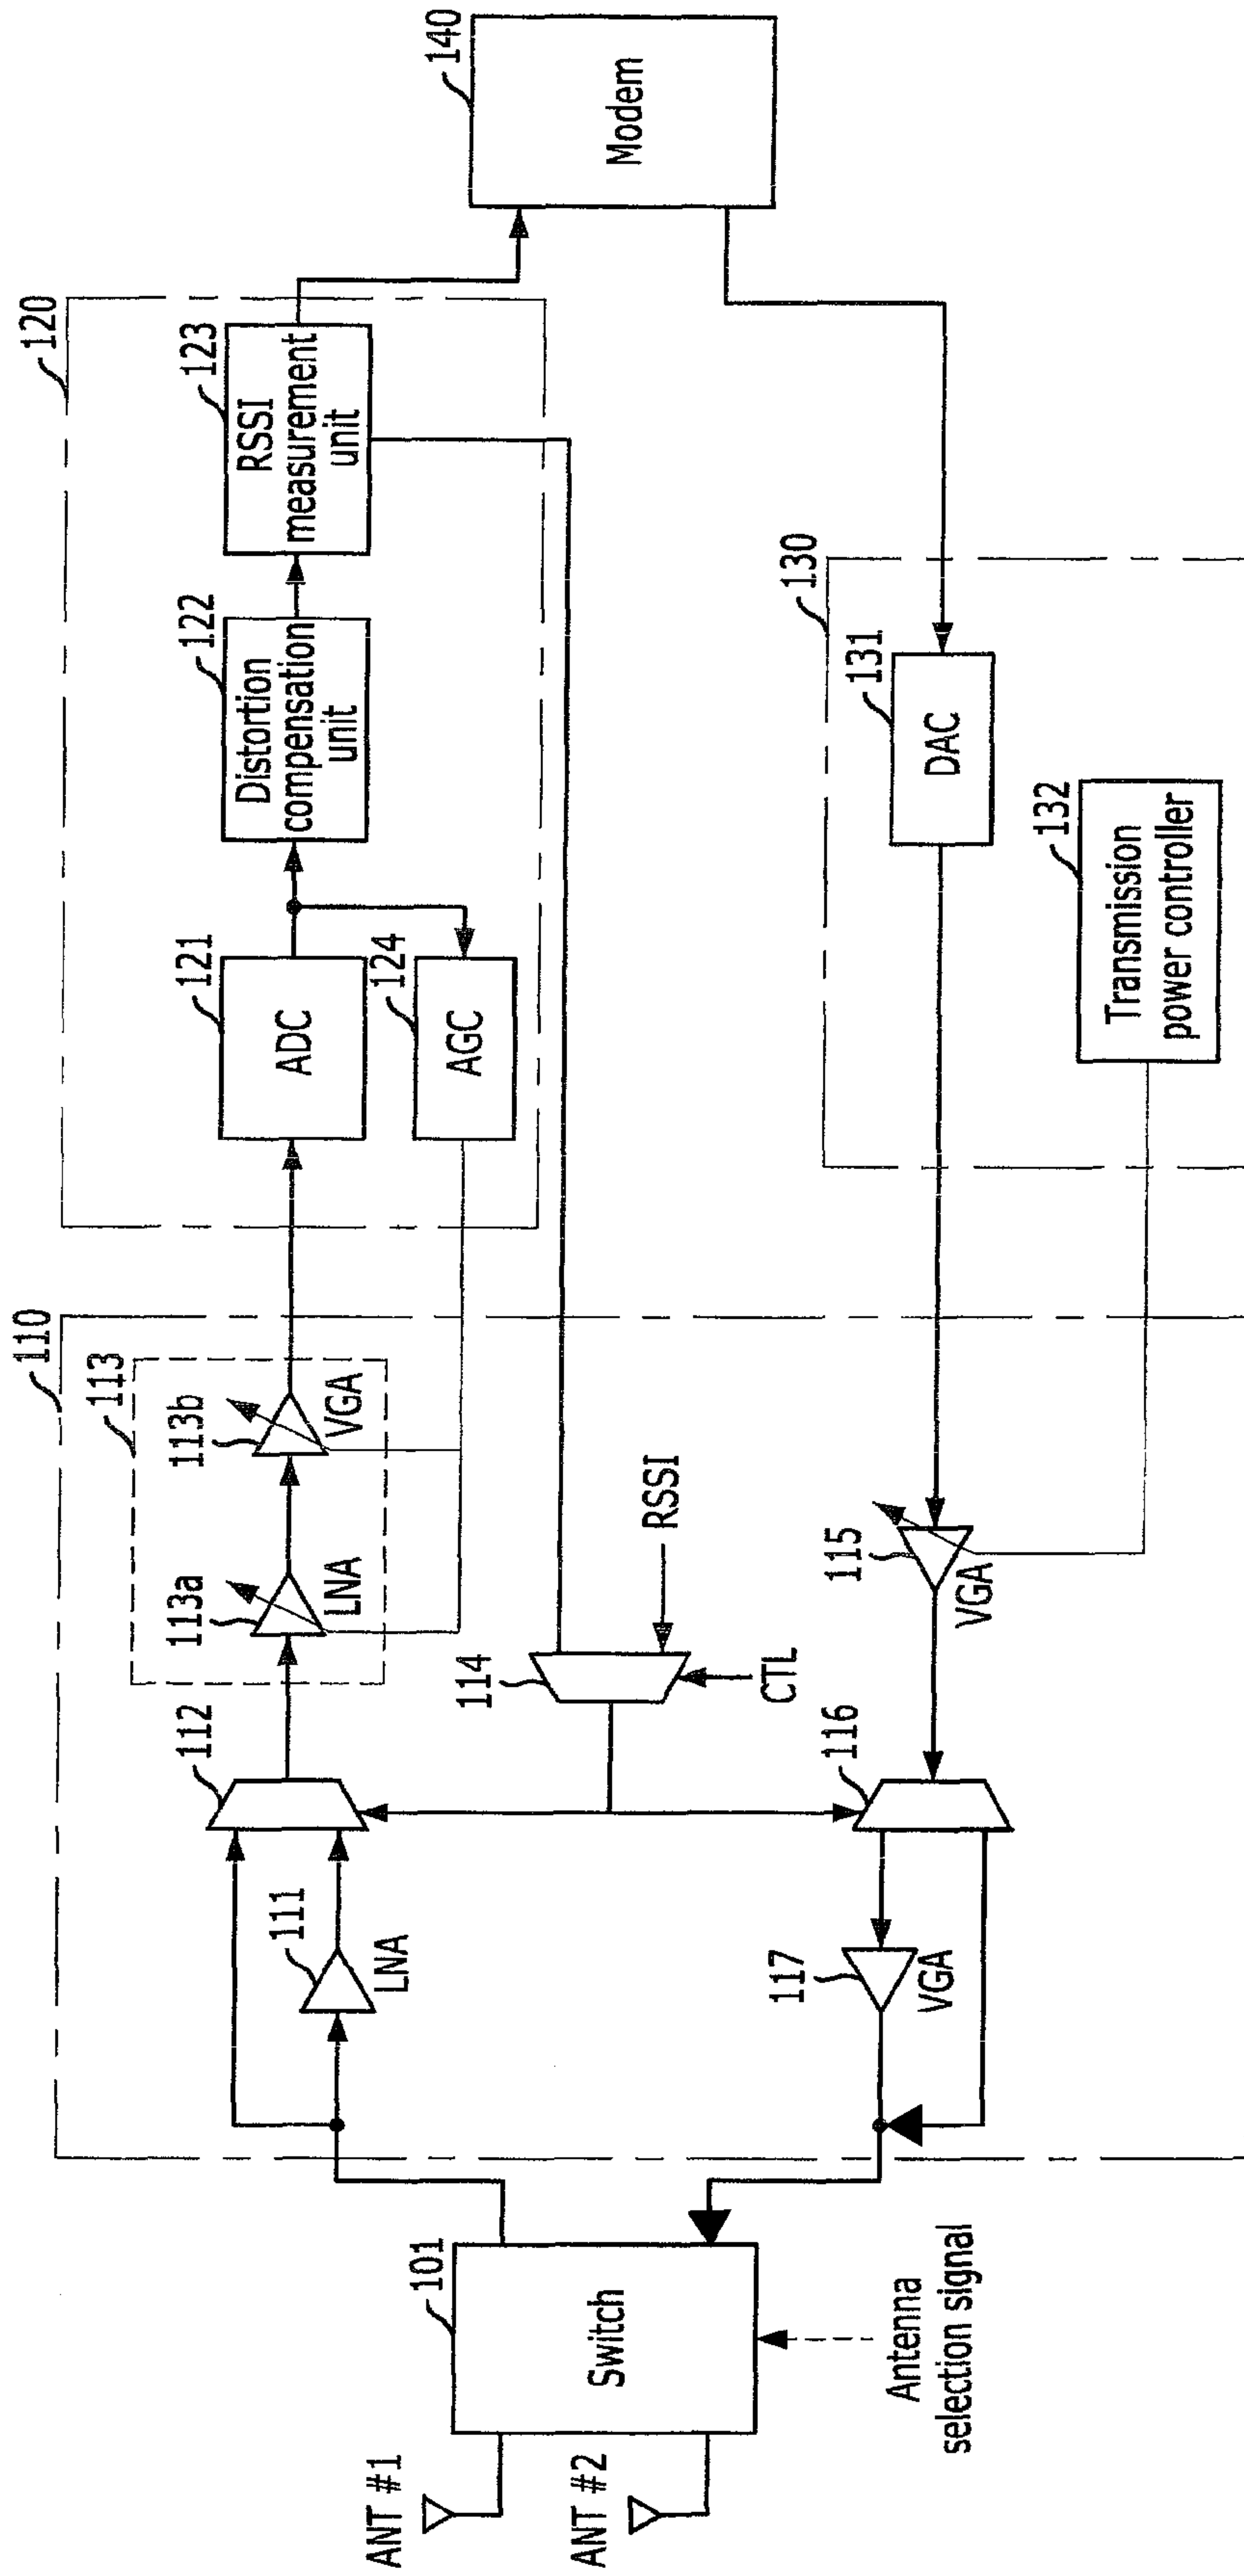 110
113
113a
LNA
113b
VGA
112
111
LNA
114
RSSI
CTL
115
VGA
116
117
VGA
120
121
ADC
122
Distortion
compensation
unit
123
RSSI
measurement
unit
124
AGC
130
131
DAC
132
Transmission
power controller
140
Modem
101
Switch
ANT #1
ANT #2
Antenna
selection signal